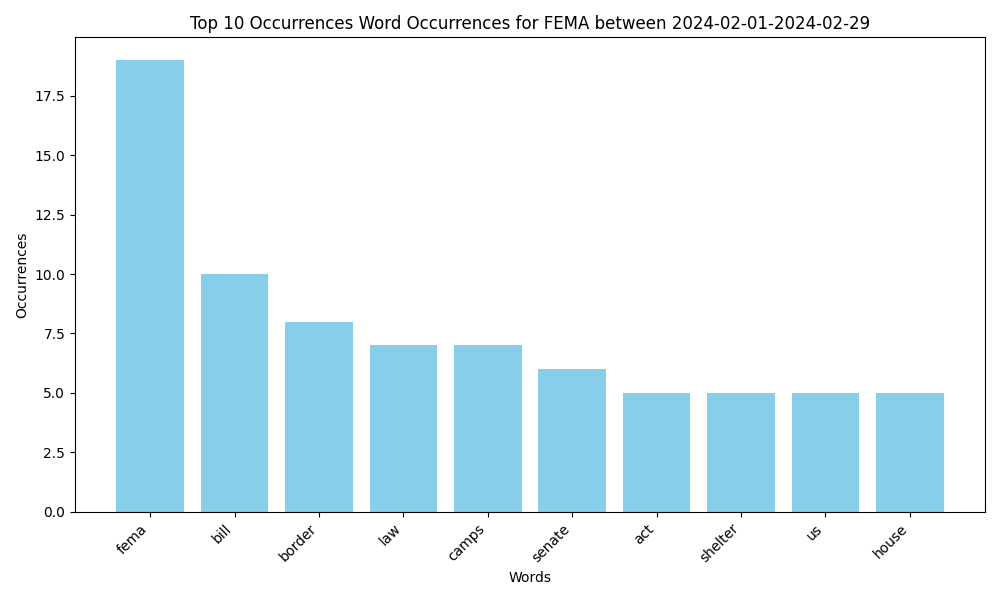 Top 10 Occurrences Word Occurrences for FEMA between 2024-02-01-2024-02-29
Occurrences
17.5
15.0
12.5
10.0
7.5
5.0
2.5
0.0
fema
bill
border
law
camps
senate
act
shelter
us
house
Words